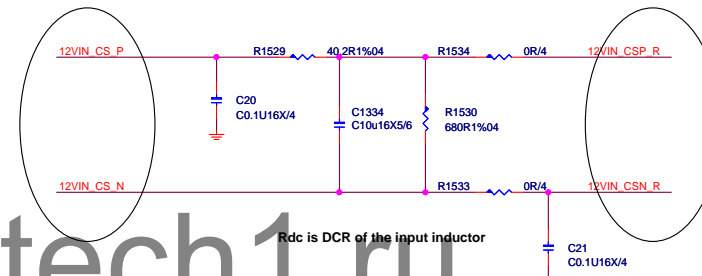 12VIN_CS_P R1529 40.2R1%04 R1534 0R/4 12VIN_CSP_R
C20
C0.1U16X/4
C1334
C10u16X5/6
R1530
680R1%04
12VIN_CS_N R1533 0R/4 12VIN_CSN_R
Rdc is DCR of the input inductor
C21
C0.1U16X/4
tech1.ru